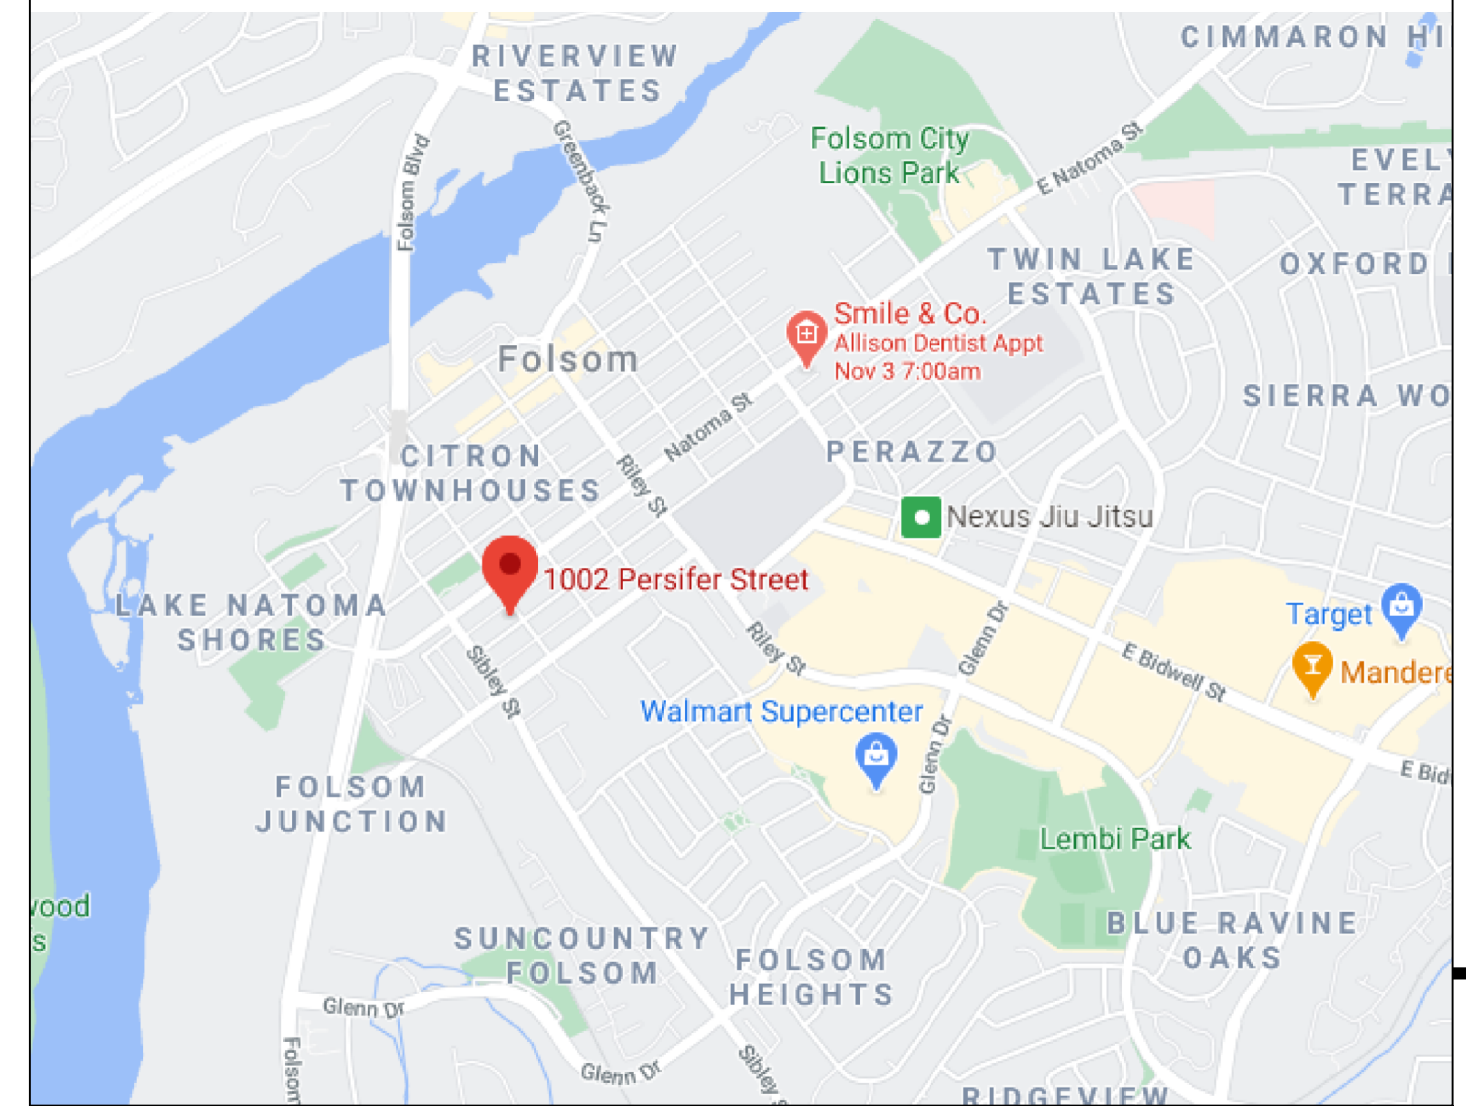 RIVERVIEW
ESTATES
CIMMARON HI
Greenback Ln
Folsom Blvd
Folsom City
Lions Park
E Natoma St
EVELY
TERRA
TWIN LAKE
ESTATES
OXFORD
Smile & Co.
Allison Dentist Appt
Nov 3 7:00am
Folsom
SIERRA WO
Natoma St
CITRON
TOWNHOUSES
Riley St
PERAZZO
Nexus Jiu Jitsu
1002 Persifer Street
LAKE NATOMA
SHORES
Target
Mandere
Glenn Dr
Riley St
E Bidwell St
Sibley St
Walmart Supercenter
Glenn Dr
E Bid
FOLSOM
JUNCTION
Lembi Park
wood
s
BLUE RAVINE
OAKS
SUNCOUNTRY
FOLSOM
FOLSOM
HEIGHTS
Glenn Dr
Folsom
Glenn Dr
Sibley S
RIDGEVIEW